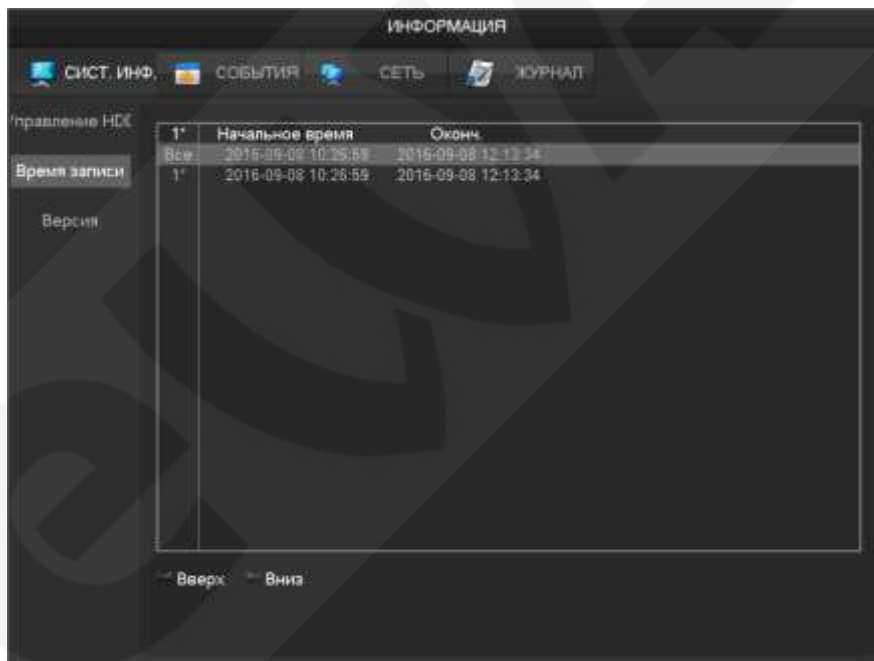 ИНФОРМАЦИЯ
СИСТ. ИНФ. СОБЫТИЯ СЕТЬ ЖУРНАЛ
Управление HDD
Время записи
Версия
1* Начальное время Оконч.
Все 2016-09-08 10:26:59 2016-09-08 12:13:34
1* 2016-09-08 10:26:59 2016-09-08 12:13:34
Вверх Вниз